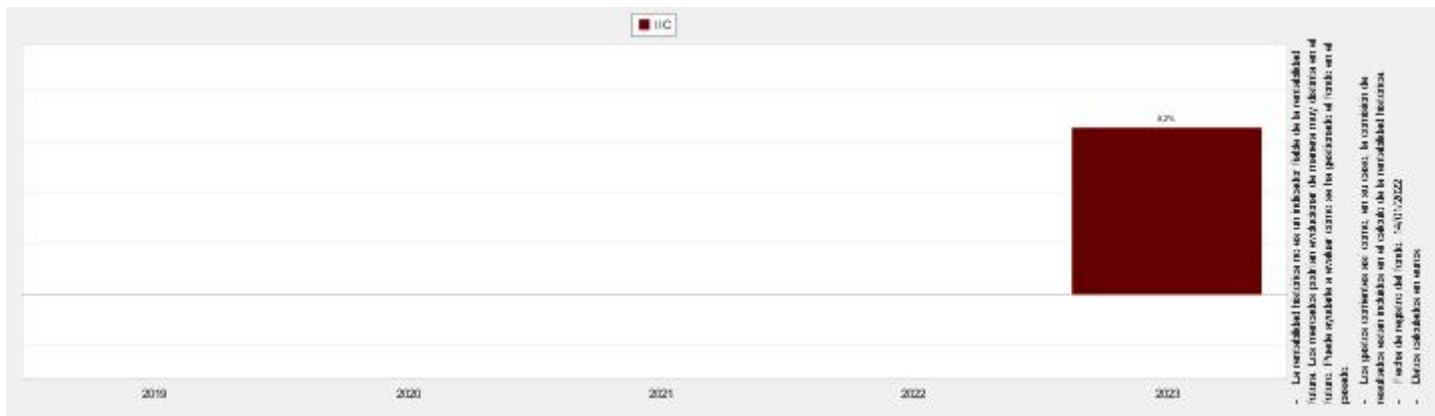 IIC
2019
2020
2021
2022
2023
- La rentabilidad histórica no es un indicador fiable de la rentabilidad
futura. Los mercados podrían evolucionar de manera muy distinta en el
futuro. Puede ayudarle a evaluar cómo se ha gestionado el fondo en el
pasado.
- Los gastos corrientes así como, en su caso, la comisión de
resultados están incluidos en el cálculo de la rentabilidad histórica.
- Fecha de registro del fondo: 14/01/2022
- Datos calculados en euros